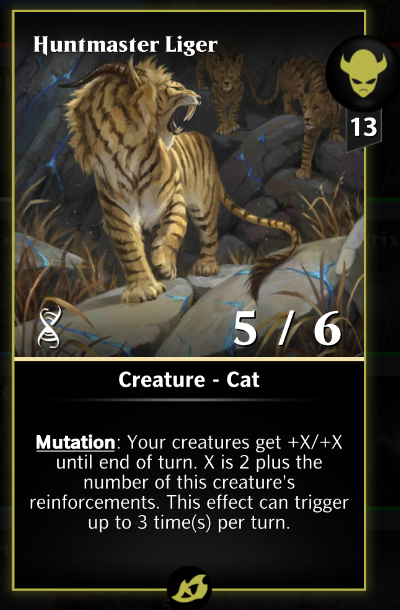 Huntmaster Liger
13
5 / 6
Creature - Cat
Mutation: Your creatures get +X/+X
until end of turn. X is 2 plus the
number of this creature's
reinforcements. This effect can trigger
up to 3 time(s) per turn.